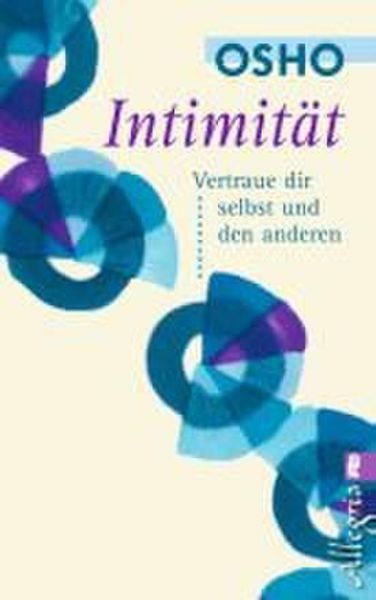 OSHO
Intimität
Vertraue dir
selbst und
den anderen
Allegria